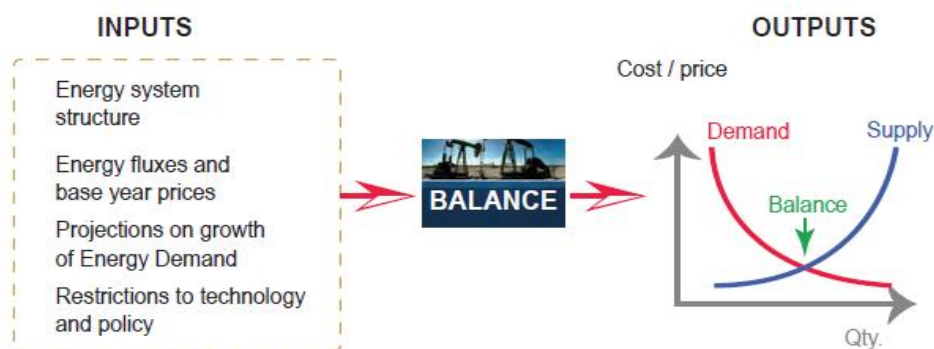 INPUTS
Energy system
structure
Energy fluxes and
base year prices
Projections on growth
of Energy Demand
Restrictions to technology
and policy
BALANCE
OUTPUTS
Cost / price
Demand
Supply
Balance
Qty.